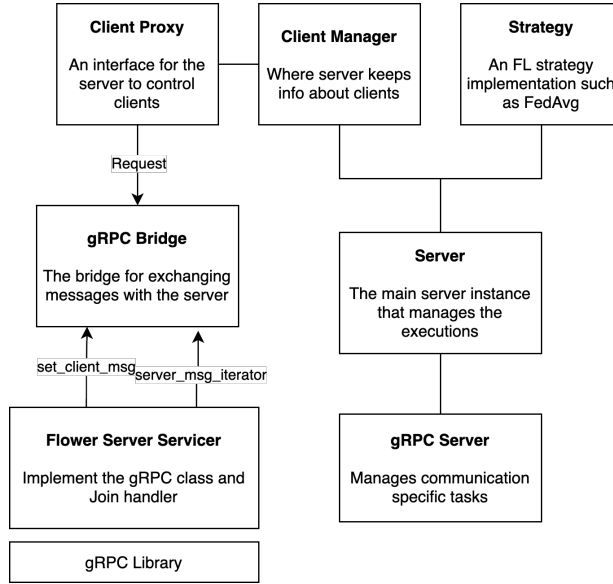 Client Proxy
An interface for the
server to control
clients
Client Manager
Where server keeps
info about clients
Strategy
An FL strategy
implementation such
as FedAvg
Request
gRPC Bridge
The bridge for exchanging
messages with the server
Server
The main server instance
that manages the
executions
set_client_msg
server_msg_iterator
Flower Server Servicer
Implement the gRPC class and
Join handler
gRPC Server
Manages communication
specific tasks
gRPC Library